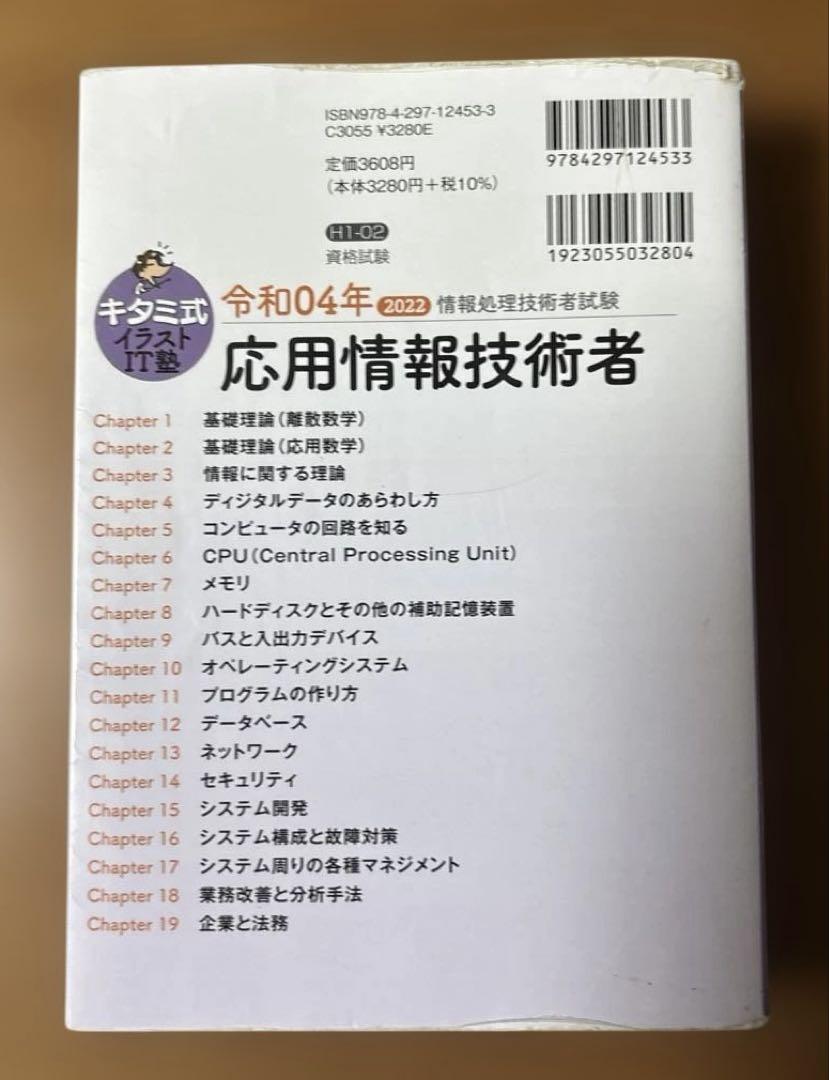 ISBN978-4-297-12453-3
C3055 ¥3280E
定価3608円
（本体3280円＋税10%）
H1-02
資格試験
9784297124533
1923055032804
キタミ式
イラスト
IT塾
令和04年 2022 情報処理技術者試験
応用情報技術者
Chapter 1 基礎理論（離散数学）
Chapter 2 基礎理論（応用数学）
Chapter 3 情報に関する理論
Chapter 4 ディジタルデータのあらわし方
Chapter 5 コンピュータの回路を知る
Chapter 6 CPU（Central Processing Unit）
Chapter 7 メモリ
Chapter 8 ハードディスクとその他の補助記憶装置
Chapter 9 バスと入出力デバイス
Chapter 10 オペレーティングシステム
Chapter 11 プログラムの作り方
Chapter 12 データベース
Chapter 13 ネットワーク
Chapter 14 セキュリティ
Chapter 15 システム開発
Chapter 16 システム構成と故障対策
Chapter 17 システム周りの各種マネジメント
Chapter 18 業務改善と分析手法
Chapter 19 企業と法務